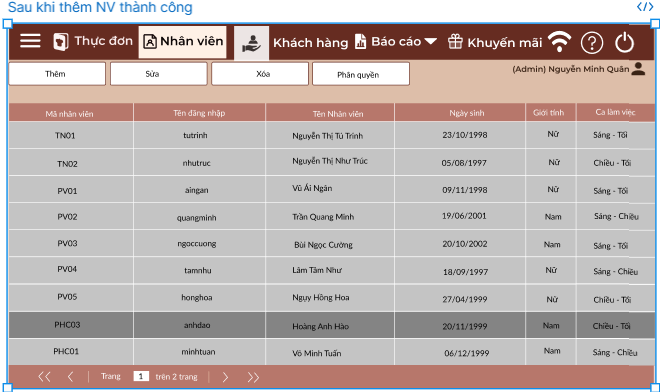 Sau khi thêm NV thành công
Thực đơn Nhân viên Khách hàng Báo cáo Khuyến mãi ?
Thêm Sửa Xóa Phân quyền (Admin) Nguyễn Minh Quân
Mã nhân viên Tên đăng nhập Tên Nhân viên Ngày sinh Giới tính Ca làm việc
TN01 tutrinh Nguyễn Thị Tú Trinh 23/10/1998 Nữ Sáng - Tối
TN02 nhutruc Nguyễn Thị Như Trúc 05/08/1997 Nữ Chiều - Tối
PV01 aingan Vũ Ái Ngân 09/11/1998 Nữ Sáng - Tối
PV02 quangminh Trần Quang Minh 19/06/2001 Nam Sáng - Chiều
PV03 ngoccuong Bùi Ngọc Cường 20/10/2002 Nam Sáng - Tối
PV04 tamnhu Lâm Tâm Như 18/09/1997 Nữ Sáng - Chiều
PV05 honghoa Ngụy Hồng Hoa 27/04/1999 Nữ Chiều - Tối
PHC03 anhdao Hoàng Anh Hào 20/11/1999 Nam Chiều - Tối
PHC01 minhtuan Võ Minh Tuấn 06/12/1999 Nam Sáng - Chiều
Trang 1 trên 2 trang